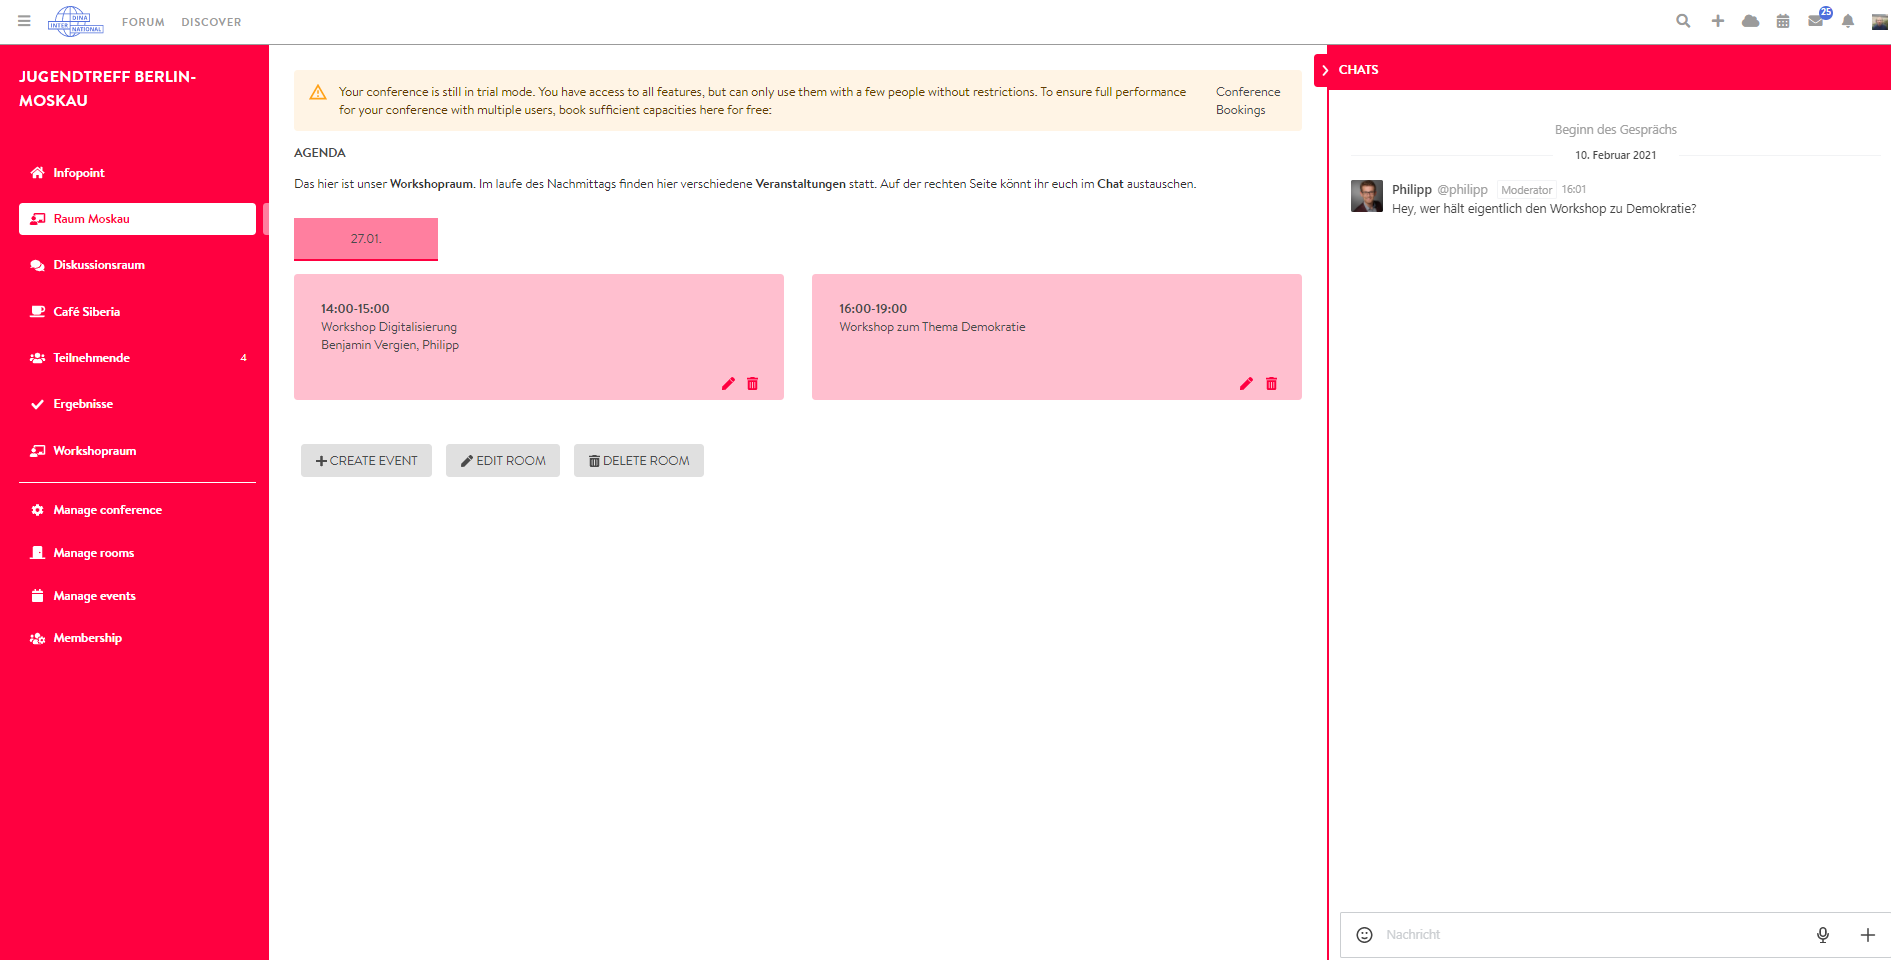 DINA
INTER
NATIONAL
FORUM
DISCOVER
25
JUGENDTREFF BERLIN-
MOSKAU
Infopoint
Raum Moskau
Diskussionsraum
Café Siberia
Teilnehmende 4
Ergebnisse
Workshopraum
Manage conference
Manage rooms
Manage events
Membership
Your conference is still in trial mode. You have access to all features, but can only use them with a few people without restrictions. To ensure full performance
for your conference with multiple users, book sufficient capacities here for free:
Conference
Bookings
AGENDA
Das hier ist unser Workshopraum. Im laufe des Nachmittags finden hier verschiedene Veranstaltungen statt. Auf der rechten Seite könnt ihr euch im Chat austauschen.
27.01.
14:00-15:00
Workshop Digitalisierung
Benjamin Vergien, Philipp
16:00-19:00
Workshop zum Thema Demokratie
CREATE EVENT
EDIT ROOM
DELETE ROOM
CHATS
Beginn des Gesprächs
10. Februar 2021
Philipp @philipp Moderator 16:01
Hey, wer hält eigentlich den Workshop zu Demokratie?
Nachricht